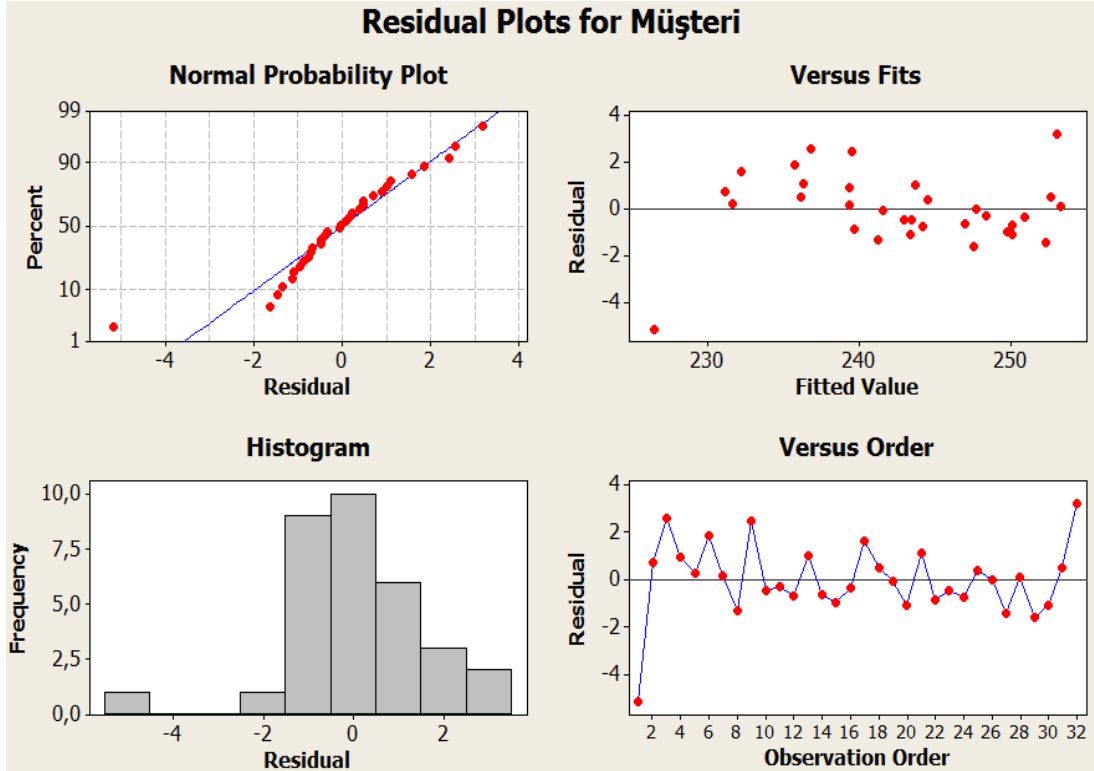 Residual Plots for Müşteri
Normal Probability Plot
99
90
50
10
1
Percent
-4 -2 0 2 4
Residual
Versus Fits
4
2
0
-2
-4
Residual
230 240 250
Fitted Value
Histogram
10,0
7,5
5,0
2,5
0,0
Frequency
-4 -2 0 2
Residual
Versus Order
4
2
0
-2
-4
Residual
2 4 6 8 10 12 14 16 18 20 22 24 26 28 30 32
Observation Order